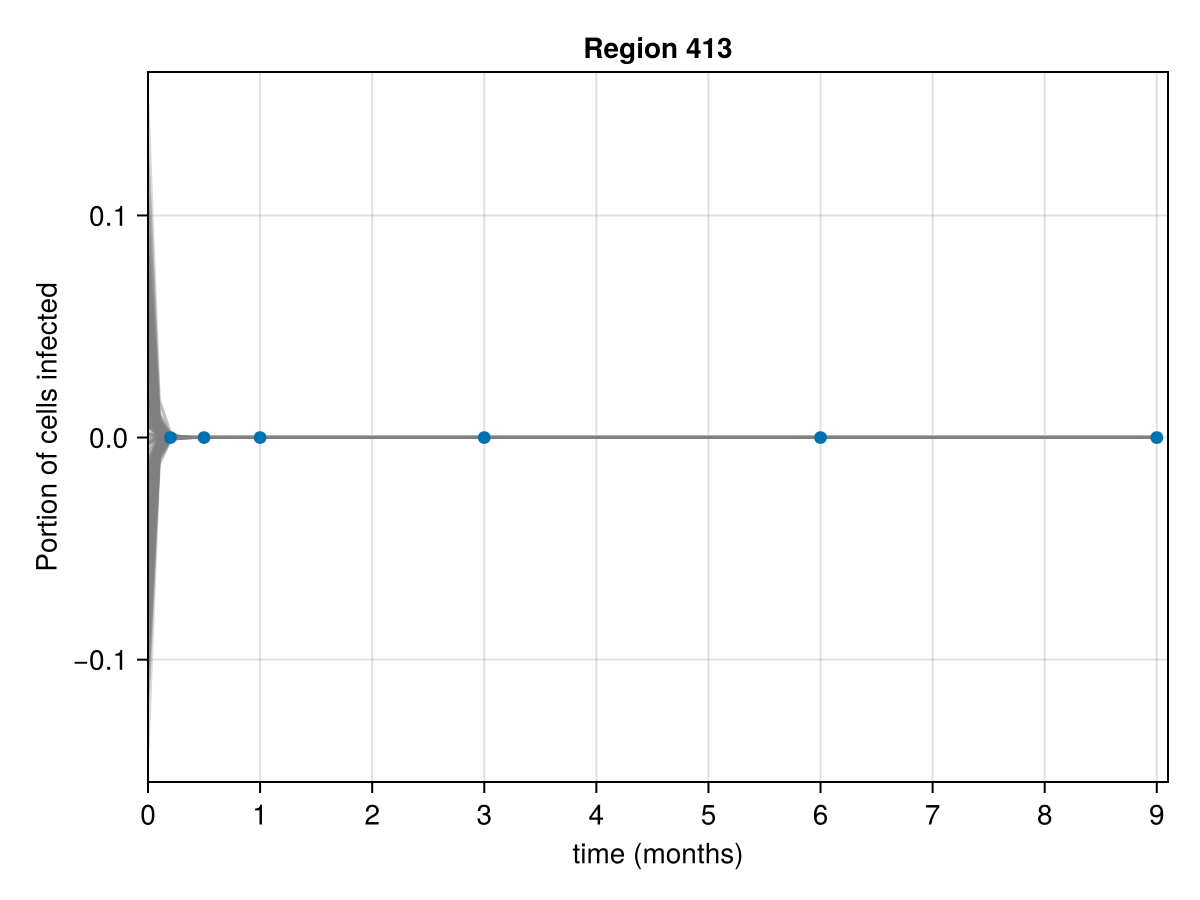 Region 413
Portion of cells infected
0.1
0.0
−0.1
0 1 2 3 4 5 6 7 8 9
time (months)